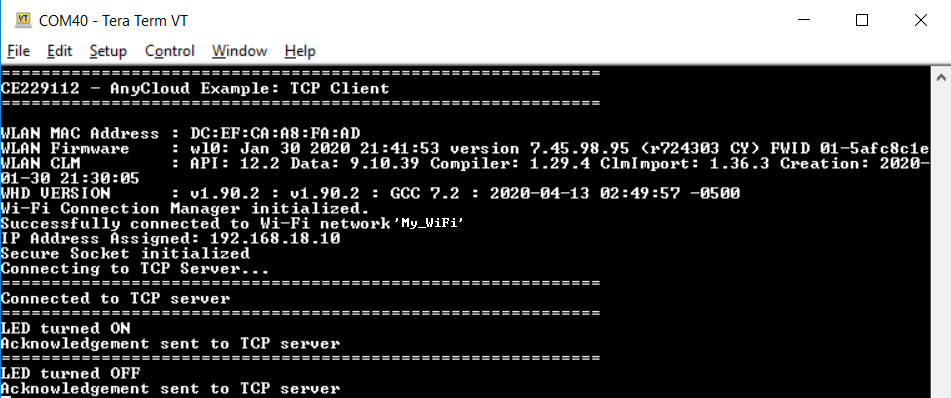 VT COM40 - Tera Term VT
File Edit Setup Control Window Help
============================================================
CE229112 - AnyCloud Example: TCP Client
============================================================
WLAN MAC Address : DC:EF:CA:A8:FA:AD
WLAN Firmware    : wl0: Jan 30 2020 21:41:53 version 7.45.98.95 (r724303 CY) FWID 01-5afc8c1e
WLAN CLM         : API: 12.2 Data: 9.10.39 Compiler: 1.29.4 ClmImport: 1.36.3 Creation: 2020-
01-30 21:30:05
WHD VERSION      : v1.90.2 : v1.90.2 : GCC 7.2 : 2020-04-13 02:49:57 -0500
Wi-Fi Connection Manager initialized.
Successfully connected to Wi-Fi network 'My_WiFi'
IP Address Assigned: 192.168.18.10
Secure Socket initialized
Connecting to TCP Server...
============================================================
Connected to TCP server
============================================================
LED turned ON
Acknowledgement sent to TCP server
============================================================
LED turned OFF
Acknowledgement sent to TCP server